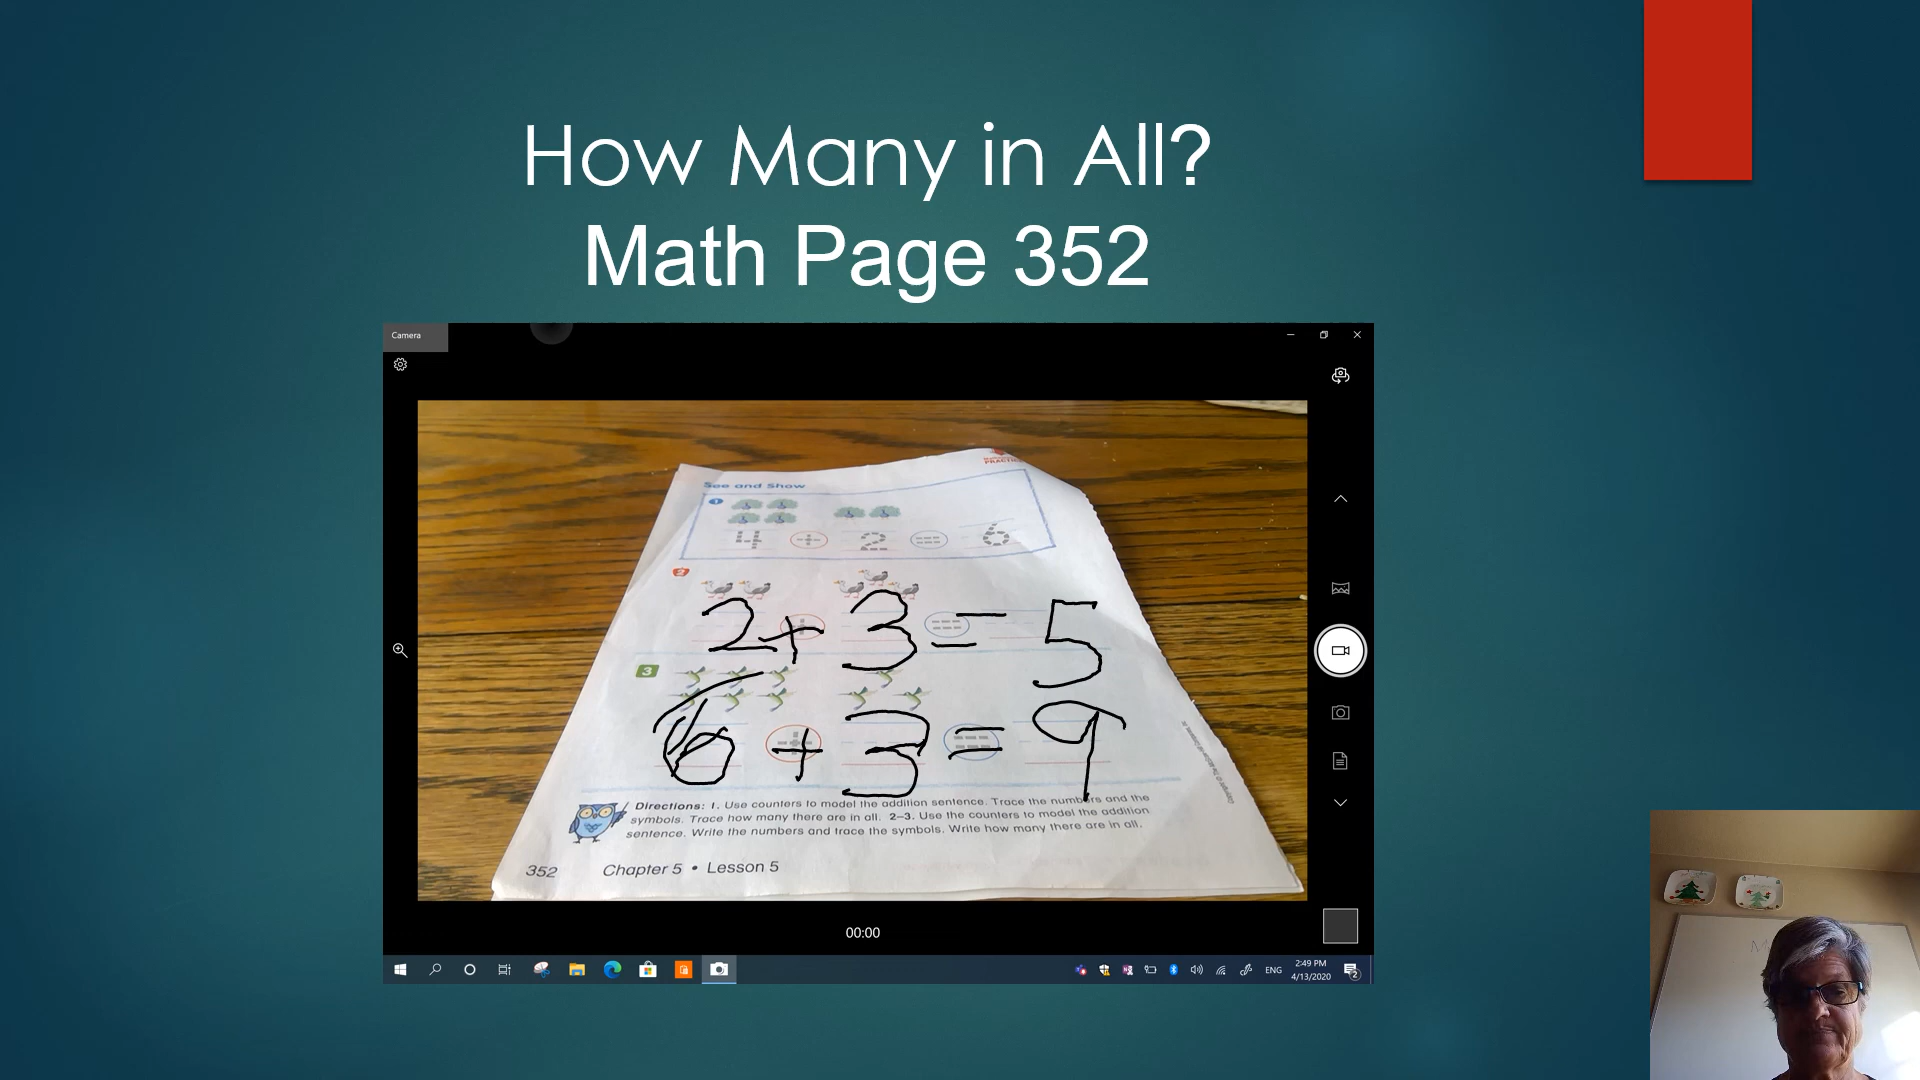 How Many in All?
Math Page 352
Camera
PRACTICE
See and Show
1
4 + 2 = 6
2
2 + 3 = 5
3
6 + 3 = 9
Directions: 1. Use counters to model the addition sentence. Trace the numbers and the
symbols. Trace how many there are in all. 2–3. Use the counters to model the addition
sentence. Write the numbers and trace the symbols. Write how many there are in all.
352 Chapter 5 • Lesson 5
00:00
ENG
2:49 PM
4/13/2020
2